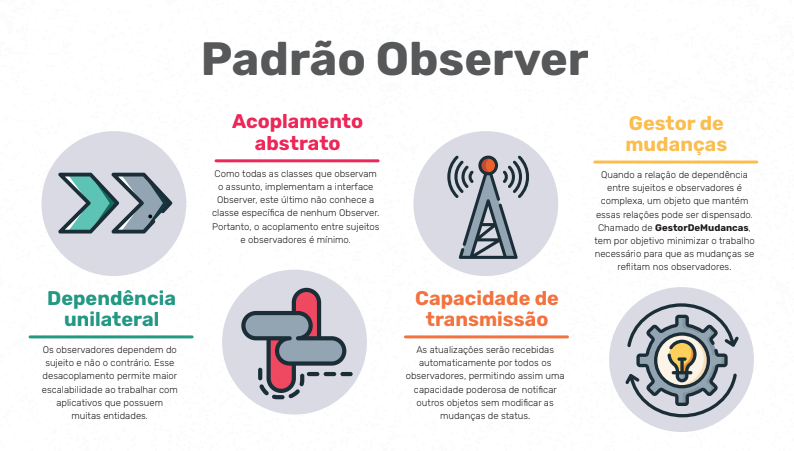 Padrão Observer
Dependência
unilateral
Os observadores dependem do
sujeito e não o contrário. Esse
desacoplamento permite maior
escalabilidade ao trabalhar com
aplicativos que possuem
muitas entidades.
Acoplamento
abstrato
Como todas as classes que observam
o assunto, implementam a interface
Observer, este último não conhece a
classe específica de nenhum Observer.
Portanto, o acoplamento entre sujeitos
e observadores é mínimo.
Capacidade de
transmissão
As atualizações serão recebidas
automaticamente por todos os
observadores, permitindo assim uma
capacidade poderosa de notificar
outros objetos sem modificar as
mudanças de status.
Gestor de
mudanças
Quando a relação de dependência
entre sujeitos e observadores é
complexa, um objeto que mantém
essas relações pode ser dispensado.
Chamado de GestorDeMudancas,
tem por objetivo minimizar o trabalho
necessário para que as mudanças se
reflitam nos observadores.